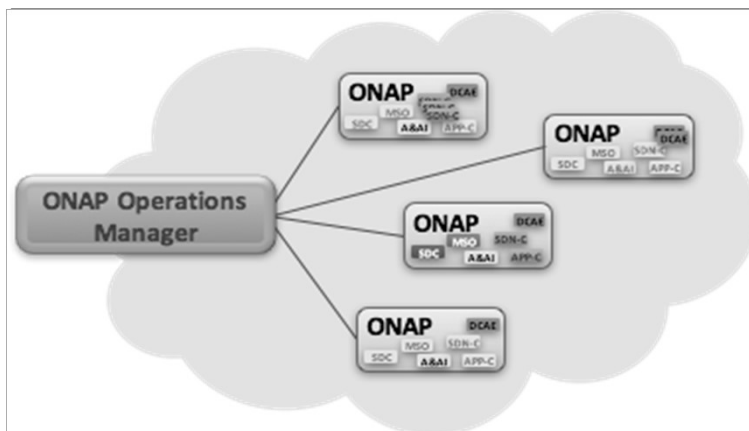 ONAP Operations
Manager
ONAP
DCAE
SDN-C
MSO
SDC
A&AI
APP-C
ONAP
DCAE
MSO
SDN-C
SDC
A&AI
APP-C
ONAP
DCAE
MSO
SDN-C
SDC
A&AI
APP-C
ONAP
DCAE
MSO
SDN-C
SDC
A&AI
APP-C